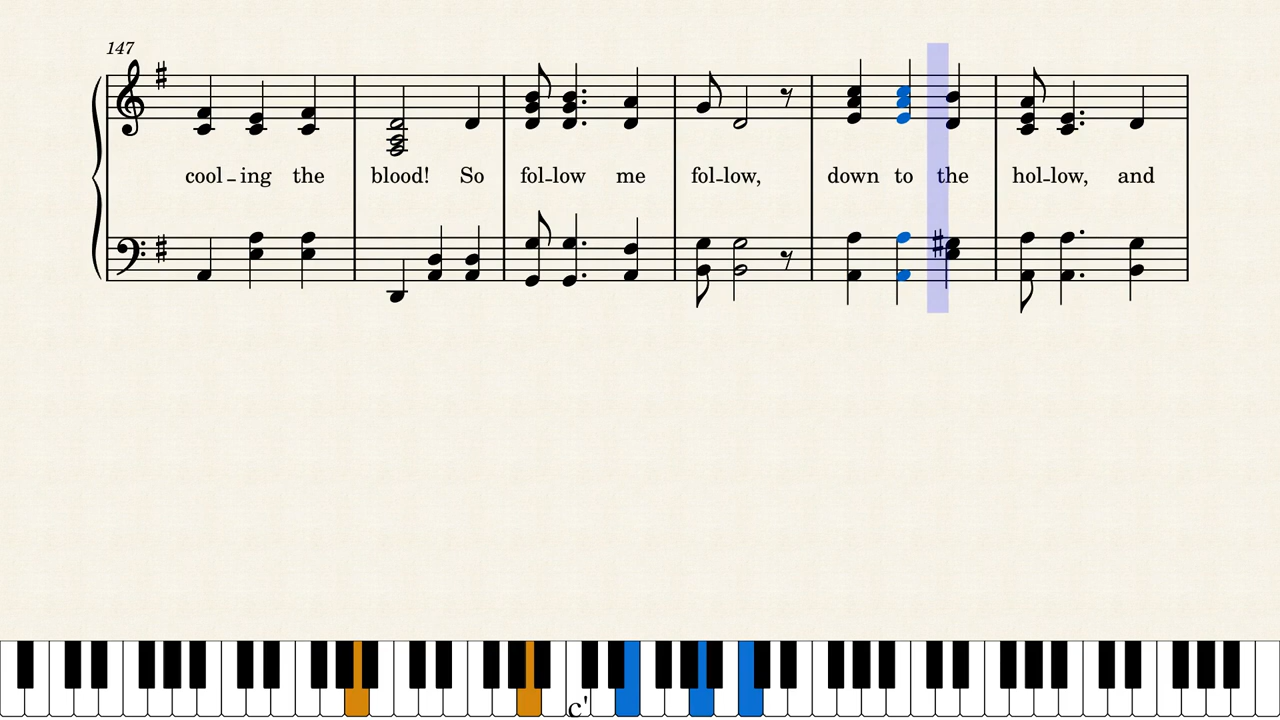 147
cool - ing the blood! So fol - low me fol - low, down to the hol - low, and
c'